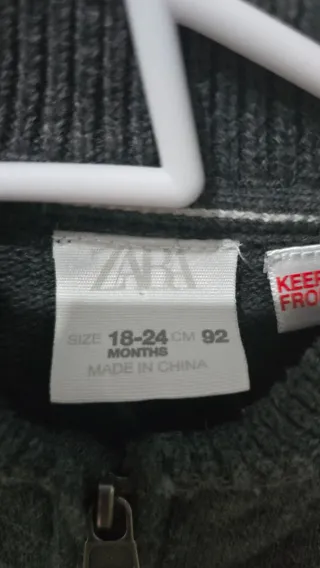 ZARA
SIZE 18-24 CM 92
MONTHS
MADE IN CHINA
KEEP
FRO